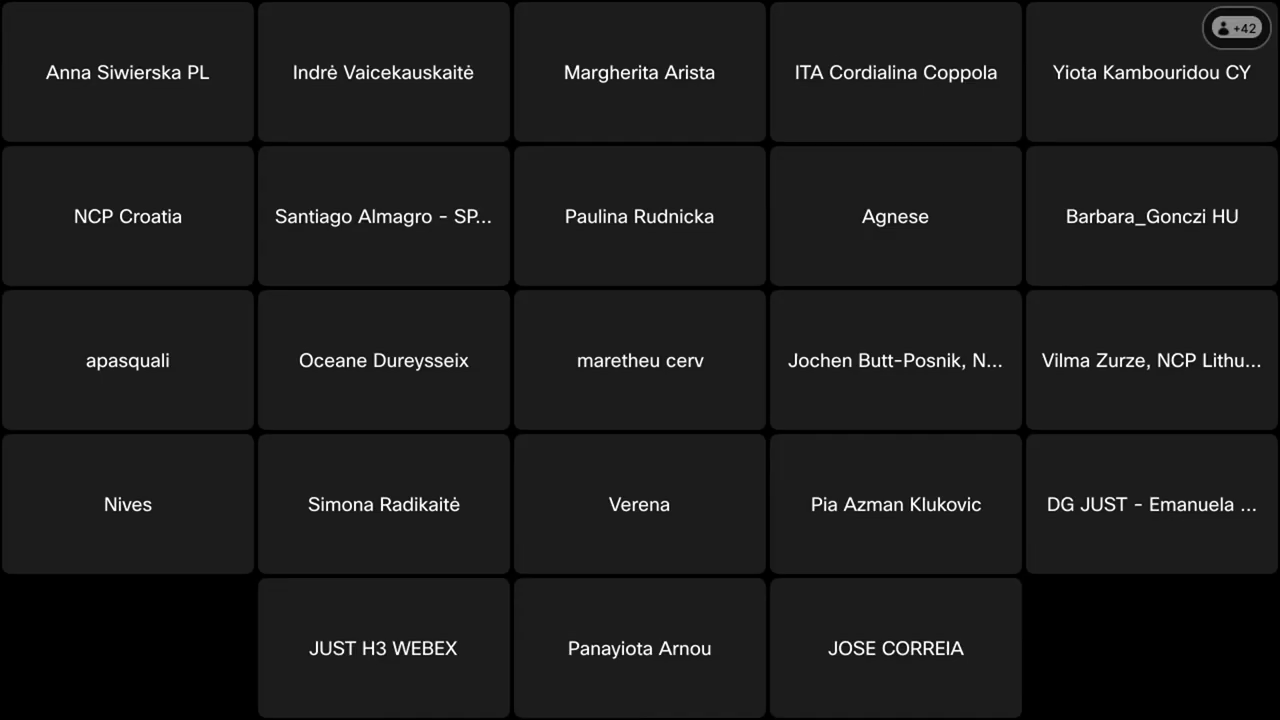 Anna Siwierska PL
Indrė Vaicekauskaitė
Margherita Arista
ITA Cordialina Coppola
+42
Yiota Kambouridou CY
NCP Croatia
Santiago Almagro - SP...
Paulina Rudnicka
Agnese
Barbara_Gonczi HU
apasquali
Oceane Dureysseix
maretheu cerv
Jochen Butt-Posnik, N...
Vilma Zurze, NCP Lithu...
Nives
Simona Radikaitė
Verena
Pia Azman Klukovic
DG JUST - Emanuela ...
JUST H3 WEBEX
Panayiota Arnou
JOSE CORREIA